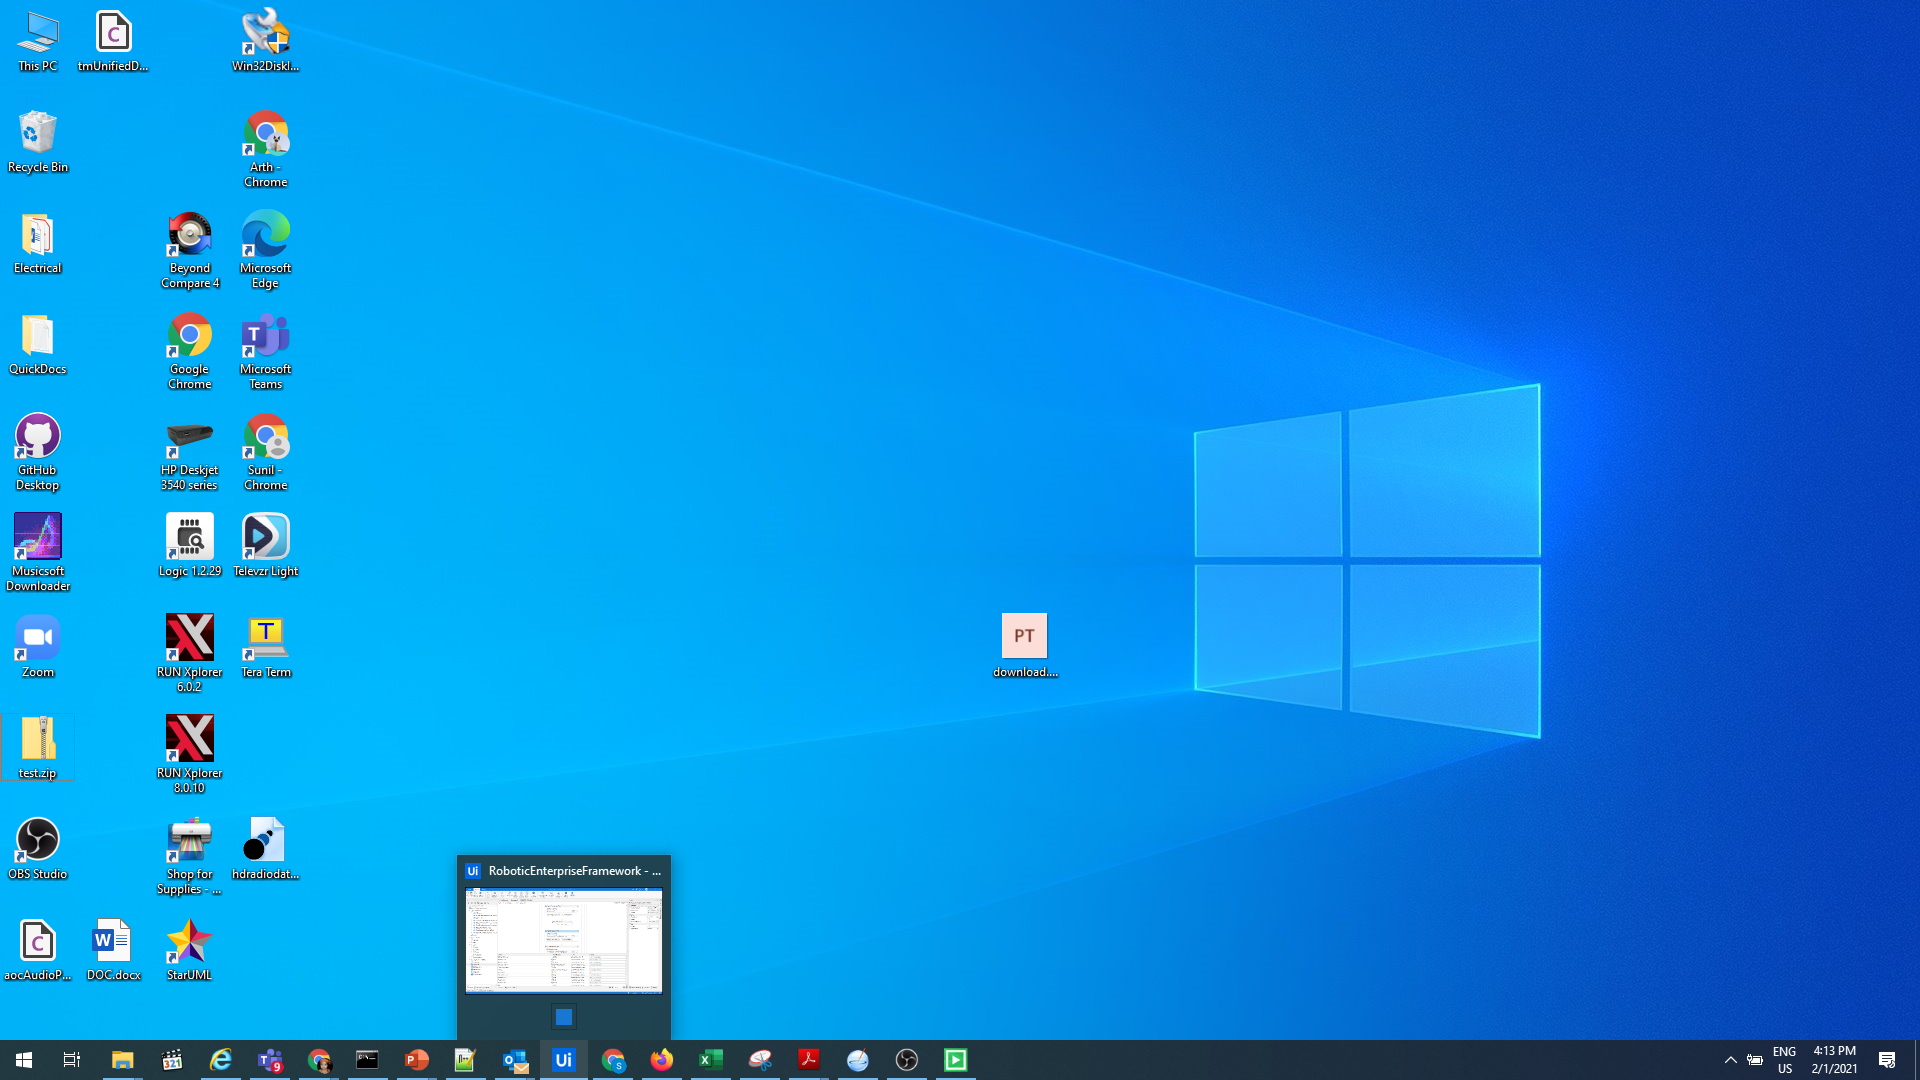 This PC
tmUnifiedD...
Win32DiskI...
Recycle Bin
Arth -
Chrome
Electrical
Beyond
Compare 4
Microsoft
Edge
QuickDocs
Google
Chrome
Microsoft
Teams
GitHub
Desktop
HP Deskjet
3540 series
Sunil -
Chrome
Musicsoft
Downloader
Logic 1.2.29
Televzr Light
Zoom
RUN Xplorer
6.0.2
Tera Term
PT
download....
test.zip
RUN Xplorer
8.0.10
OBS Studio
Shop for
Supplies - ...
hdradiodat...
Ui RoboticEnterpriseFramework - ...
aocAudioP...
DOC.docx
StarUML
ENG
US
4:13 PM
2/1/2021